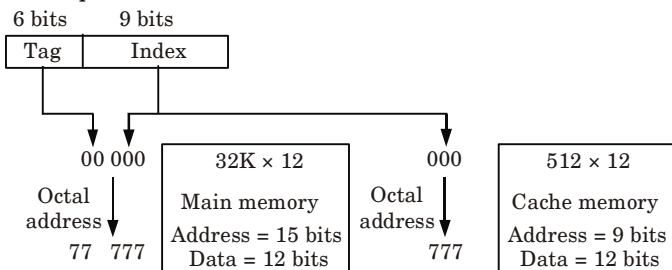 6 bits 9 bits
Tag Index
00 000 32K × 12 000 512 × 12
Octal address Main memory Octal address Cache memory
Address = 15 bits Address = 9 bits
77 777 Data = 12 bits 777 Data = 12 bits